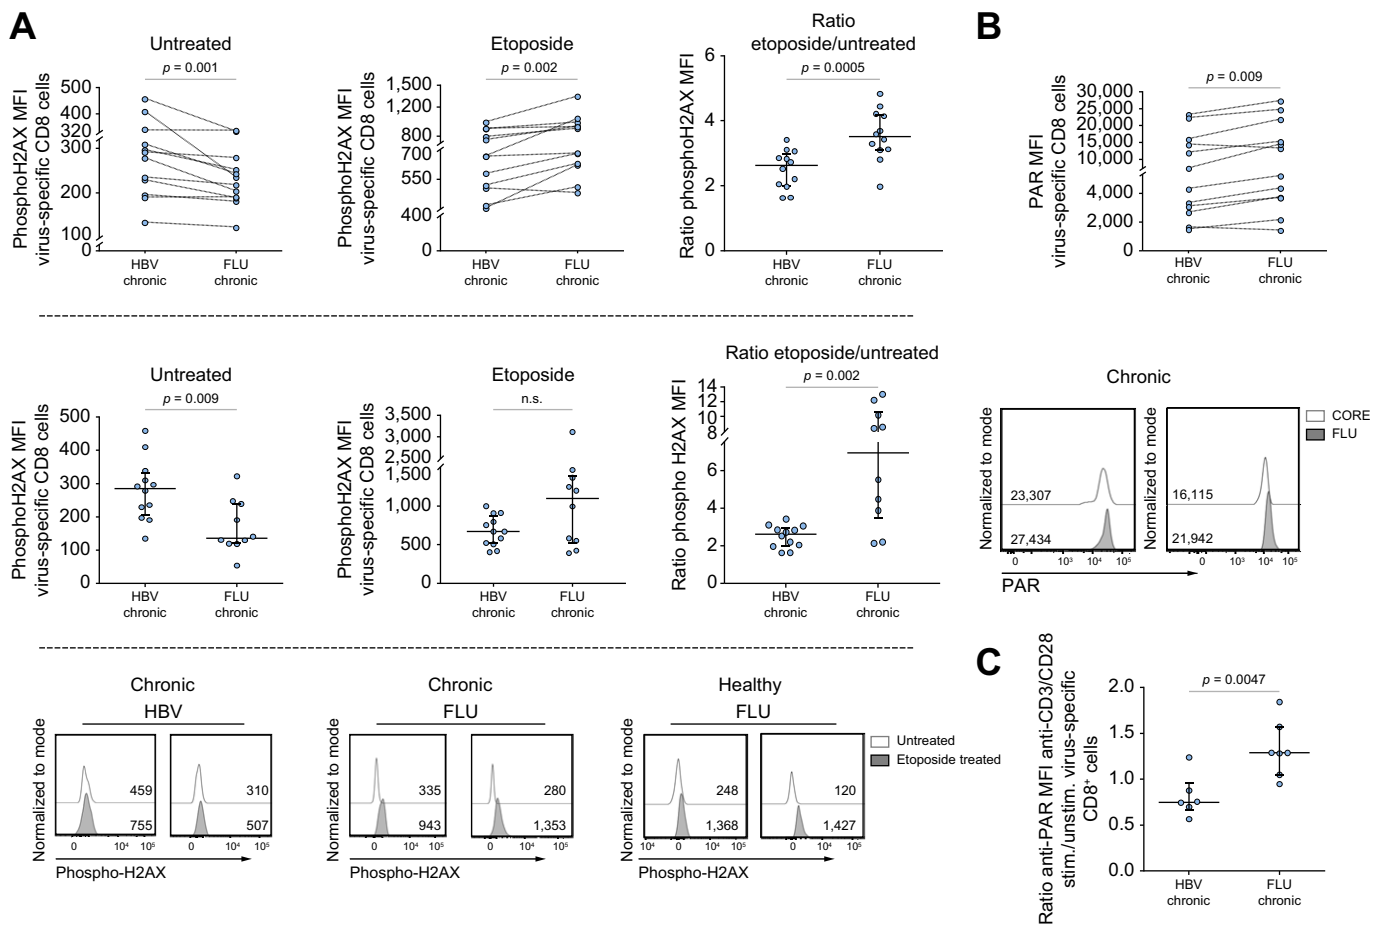 A
Untreated
p = 0.001
PhosphoH2AX MFI
virus-specific CD8 cells
500
400
320
300
200
100
0
HBV
chronic
FLU
chronic
Etoposide
p = 0.002
PhosphoH2AX MFI
virus-specific CD8 cells
1,500
1,200
800
700
550
400
0
HBV
chronic
FLU
chronic
Ratio
etoposide/untreated
p = 0.0005
Ratio phosphoH2AX MFI
6
4
2
0
HBV
chronic
FLU
chronic
B
p = 0.009
PAR MFI
virus-specific CD8 cells
30,000
25,000
20,000
15,000
10,000
4,000
2,000
0
HBV
chronic
FLU
chronic
Untreated
p = 0.009
PhosphoH2AX MFI
virus-specific CD8 cells
500
400
300
200
100
0
HBV
chronic
FLU
chronic
Etoposide
n.s.
PhosphoH2AX MFI
virus-specific CD8 cells
3,500
3,000
2,500
1,500
1,000
500
0
HBV
chronic
FLU
chronic
Ratio etoposide/untreated
p = 0.002
Ratio phospho H2AX MFI
14
12
10
8
6
4
2
0
HBV
chronic
FLU
chronic
Chronic
Normalized to mode
23,307
27,434
0 10³ 10⁴ 10⁵
Normalized to mode
16,115
21,942
0 10³ 10⁴ 10⁵
PAR
CORE
FLU
Chronic
HBV
Normalized to mode
459
755
0 10⁴ 10⁵
310
507
0 10⁴ 10⁵
Phospho-H2AX
Chronic
FLU
Normalized to mode
335
943
0 10⁴ 10⁵
280
1,353
0 10⁴ 10⁵
Phospho-H2AX
Healthy
FLU
Normalized to mode
248
1,368
10⁴ 0 10⁴ 10⁵
120
1,427
0 10⁴ 10⁵
Phospho-H2AX
Untreated
Etoposide treated
C
p = 0.0047
Ratio anti-PAR MFI anti-CD3/CD28
stim./unstim. virus-specific
CD8⁺ cells
2.0
1.5
1.0
0.5
0.0
HBV
chronic
FLU
chronic